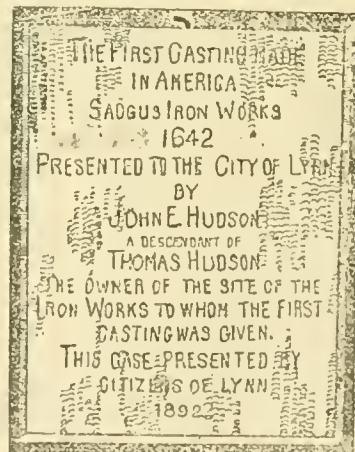 THE FIRST CASTING MADE
IN AMERICA
SAUGUS IRON WORKS
1642
PRESENTED TO THE CITY OF LYNN
BY
JOHN E. HUDSON
A DESCENDANT OF
THOMAS HUDSON
THE OWNER OF THE SITE OF THE
IRON WORKS TO WHOM THE FIRST
CASTING WAS GIVEN.
THIS CASE PRESENTED BY
CITIZENS OF LYNN
1892